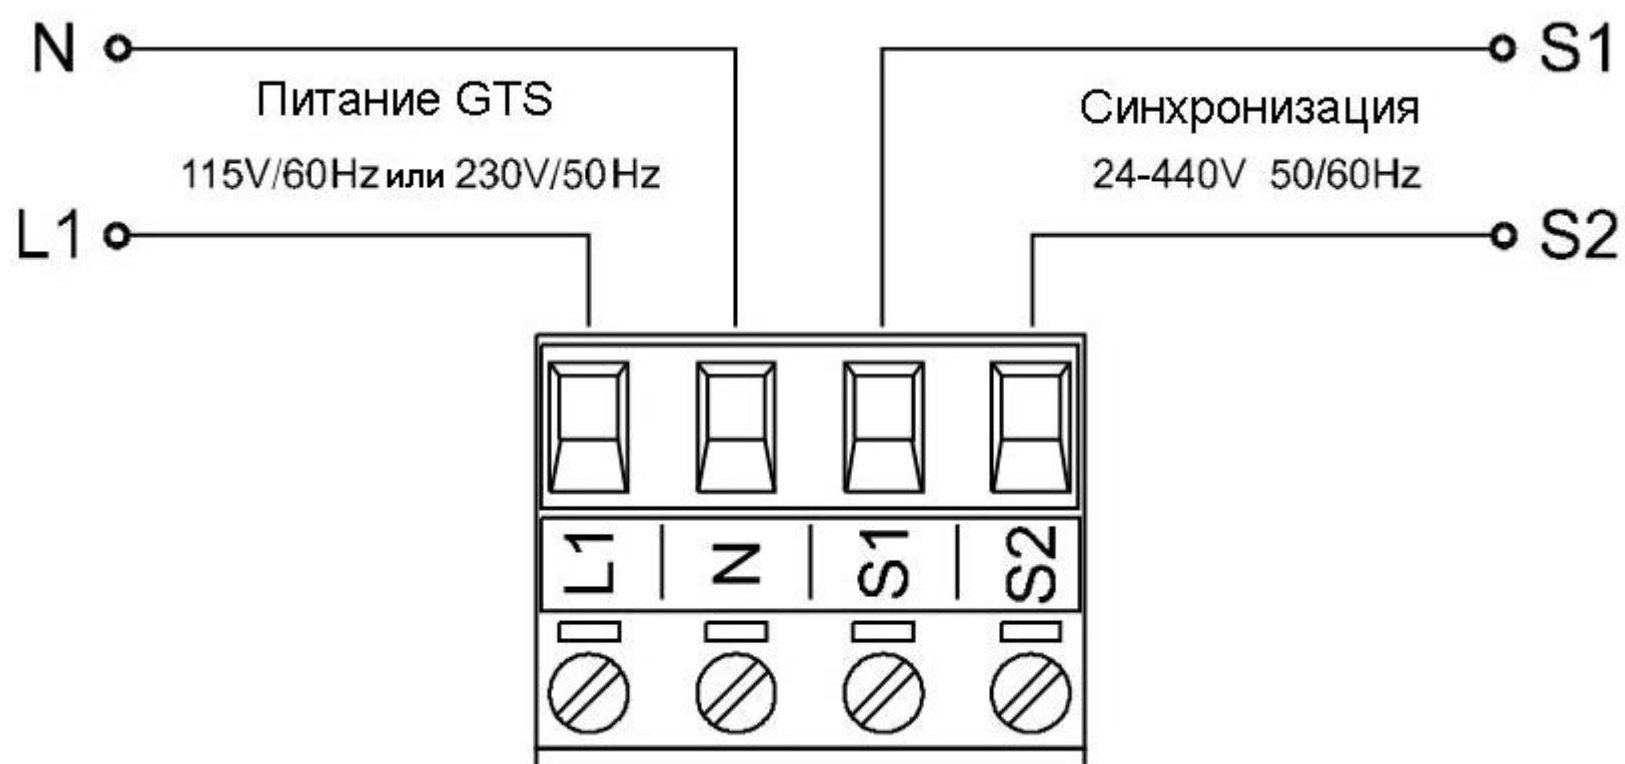 N S1
Питание GTS Синхронизация
115V/60Hz или 230V/50Hz 24-440V 50/60Hz
L1 S2
L1 N S1 S2